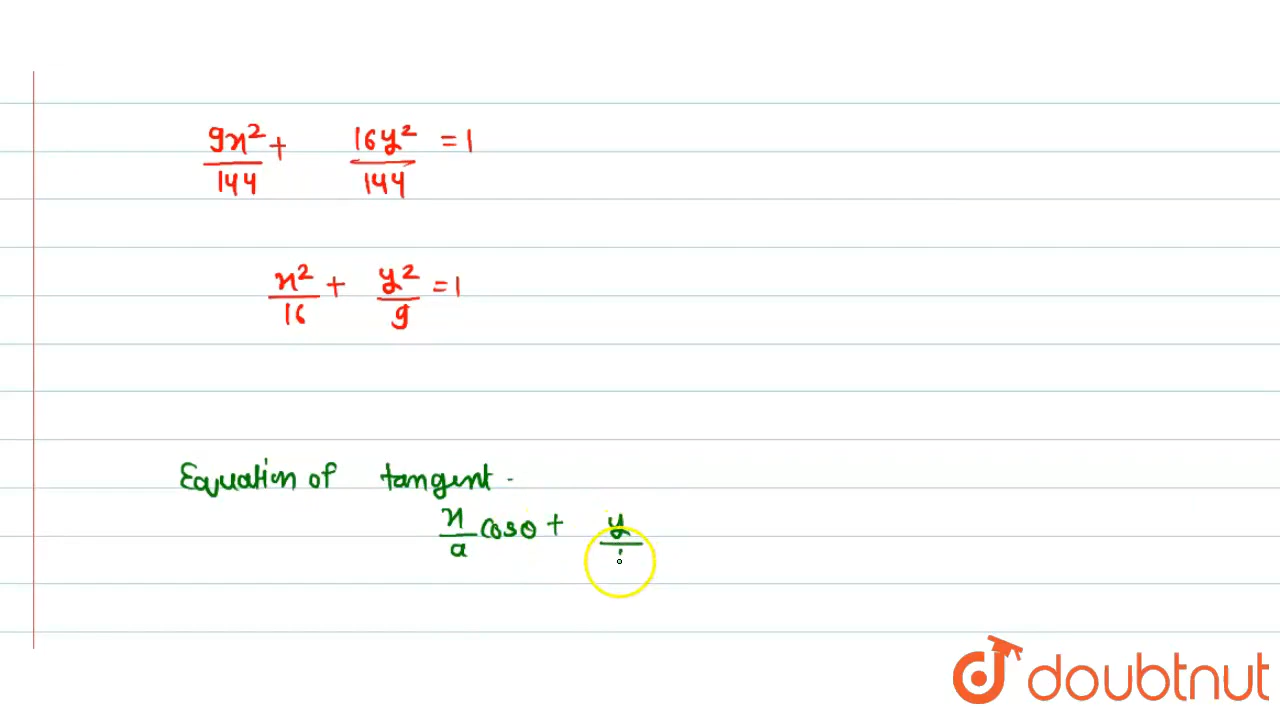 9x²/144 + 16y²/144 = 1
x²/16 + y²/9 = 1
Equation of tangent.
x/a cosθ + y/
doubtnut